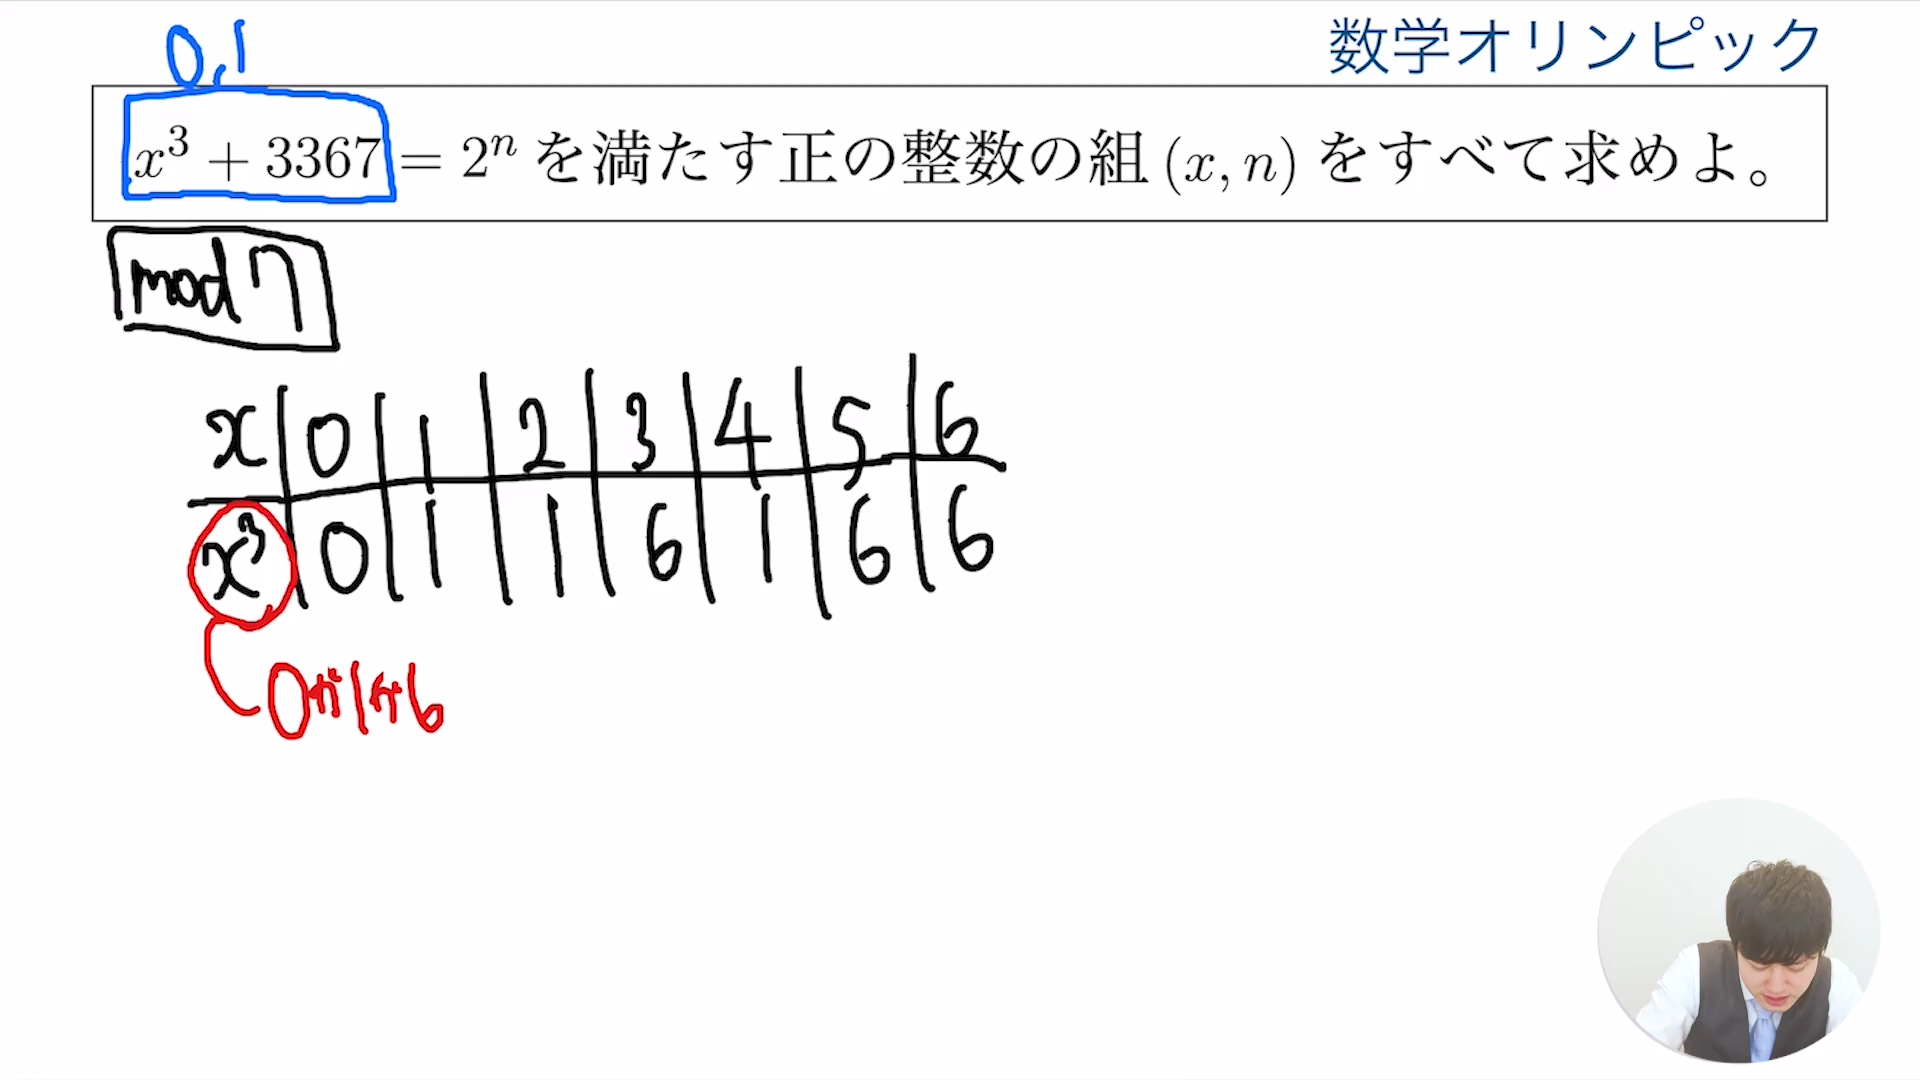 数学オリンピック
0,1
x³ + 3367 = 2ⁿ を満たす正の整数の組 (x, n) をすべて求めよ。
mod 7
x 0 1 2 3 4 5 6
x³ 0 1 1 6 1 6 6
0か1か6